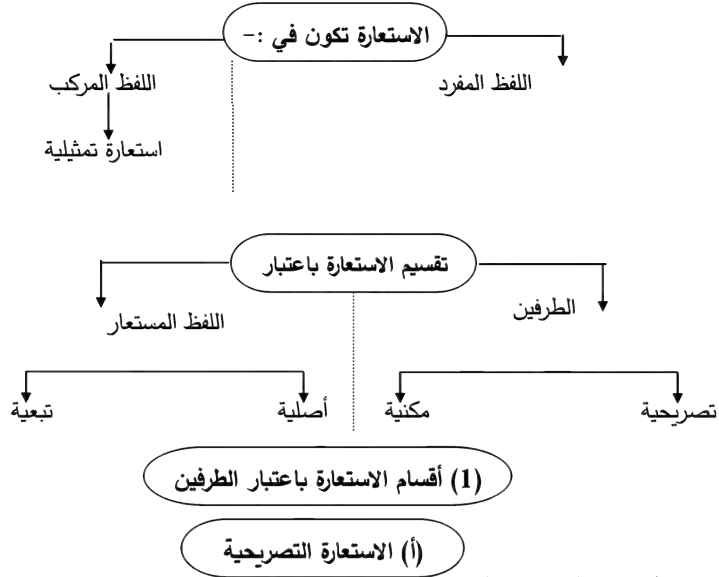 الاستعارة تكون في :-
اللفظ المفرد
اللفظ المركب
استعارة تمثيلية
تقسيم الاستعارة باعتبار
الطرفين
اللفظ المستعار
تصريحية
مكنية
أصلية
تبعية
(1) أقسام الاستعارة باعتبار الطرفين
(أ) الاستعارة التصريحية